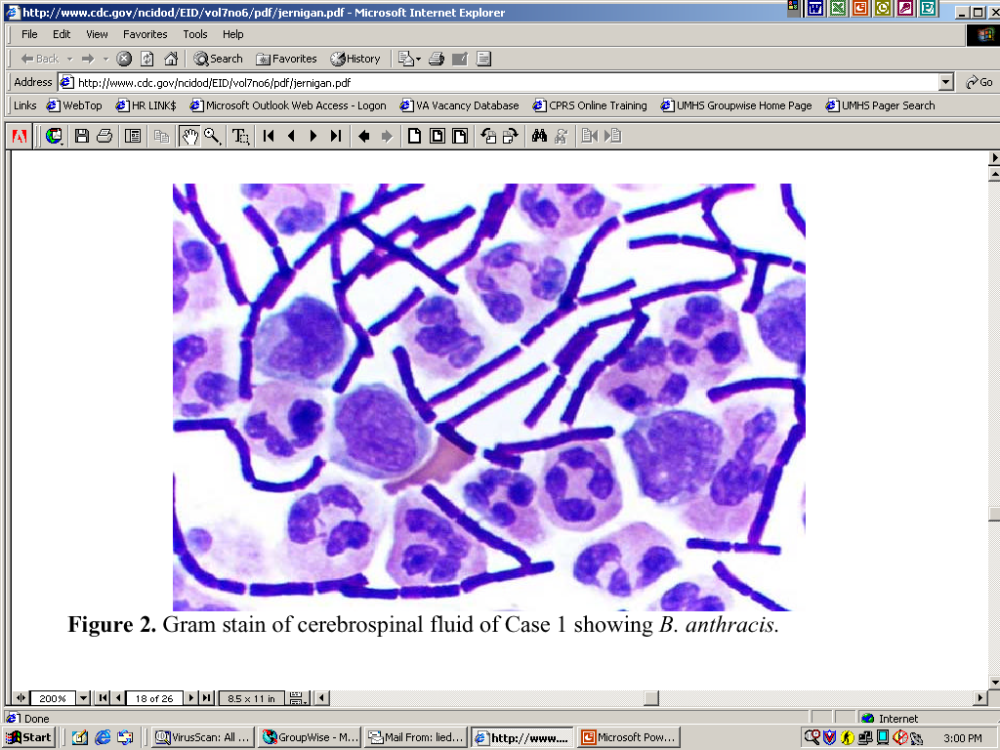 http://www.cdc.gov/ncidod/EID/vol7no6/pdf/jernigan.pdf - Microsoft Internet Explorer
File Edit View Favorites Tools Help
Back Search Favorites History
Address http://www.cdc.gov/ncidod/EID/vol7no6/pdf/jernigan.pdf Go
Links WebTop HR LINK$ Microsoft Outlook Web Access - Logon VA Vacancy Database CPRS Online Training UMHS Groupwise Home Page UMHS Pager Search
Figure 2. Gram stain of cerebrospinal fluid of Case 1 showing B. anthracis.
200% 18 of 26 8.5 x 11 in
Done Internet
Start VirusScan: All ... GroupWise - M... Mail From: lied... http://www.... Microsoft Pow... 3:00 PM